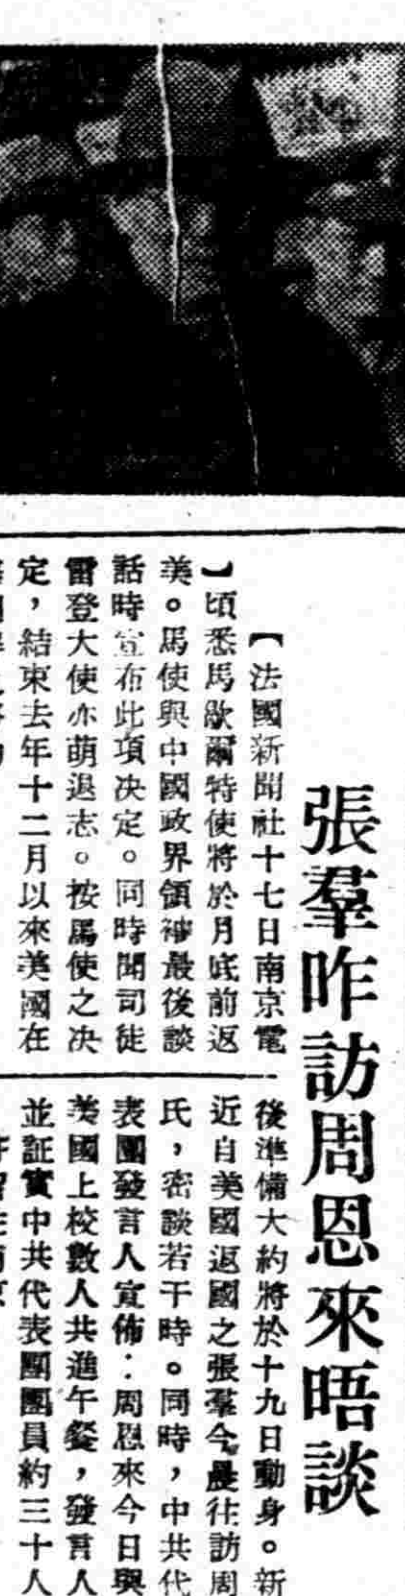 張羣昨訪周恩來晤談
【法國新聞社十七日南京電
】頃悉馬歇爾特使將於月底前返
美。馬使與中國政界領袖最後談
話時宣布此項决定。同時聞司徒
雷登大使亦萌退志。按馬使之决
定，結束去年十二月以來美國在
後準備大約將於十九日動身。新
近自美國返國之張羣今晨往訪周
氏，密談若干時。同時，中共代
表團發言人宣佈：周恩來今日與
美國上校數人共進午餐，發言人
並証實中共代表團團員約三十人